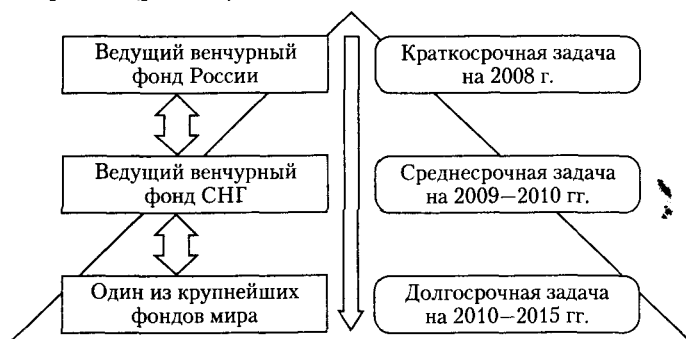 Ведущий венчурный
фонд России
Краткосрочная задача
на 2008 г.
Ведущий венчурный
фонд СНГ
Среднесрочная задача
на 2009–2010 гг.
Один из крупнейших
фондов мира
Долгосрочная задача
на 2010–2015 гг.